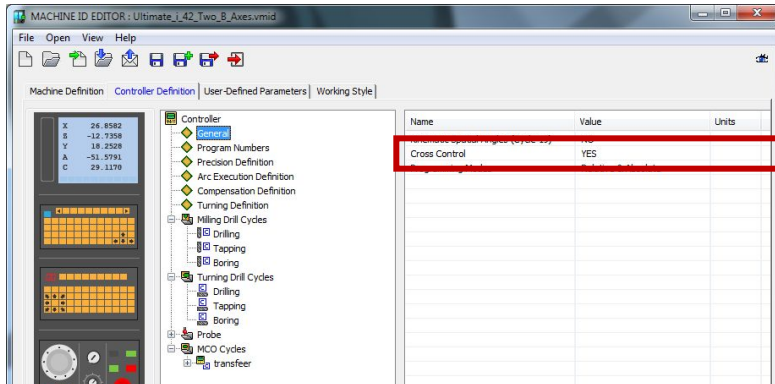 MACHINE ID EDITOR : Ultimate_i_42_Two_B_Axes.vmid
File Open View Help
Machine Definition Controller Definition User-Defined Parameters Working Style
X 26.8502
S -12.7358
Y 18.2528
A -51.5791
C 29.1170
Controller
General
Program Numbers
Precision Definition
Arc Execution Definition
Compensation Definition
Turning Definition
Milling Drill Cycles
Drilling
Tapping
Boring
Turning Drill Cycles
Drilling
Tapping
Boring
Probe
MCO Cycles
transfeer
Name Value Units
Cross Control YES